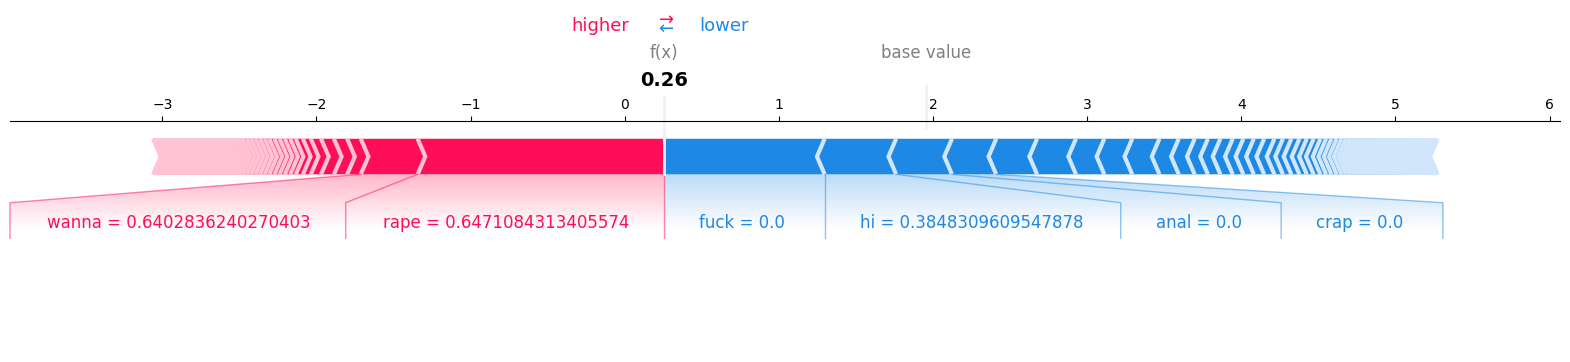 higher ⇄ lower
f(x) base value
0.26
−3 −2 −1 0 1 2 3 4 5 6
wanna = 0.6402836240270403 rape = 0.6471084313405574 fuck = 0.0 hi = 0.3848309609547878 anal = 0.0 crap = 0.0